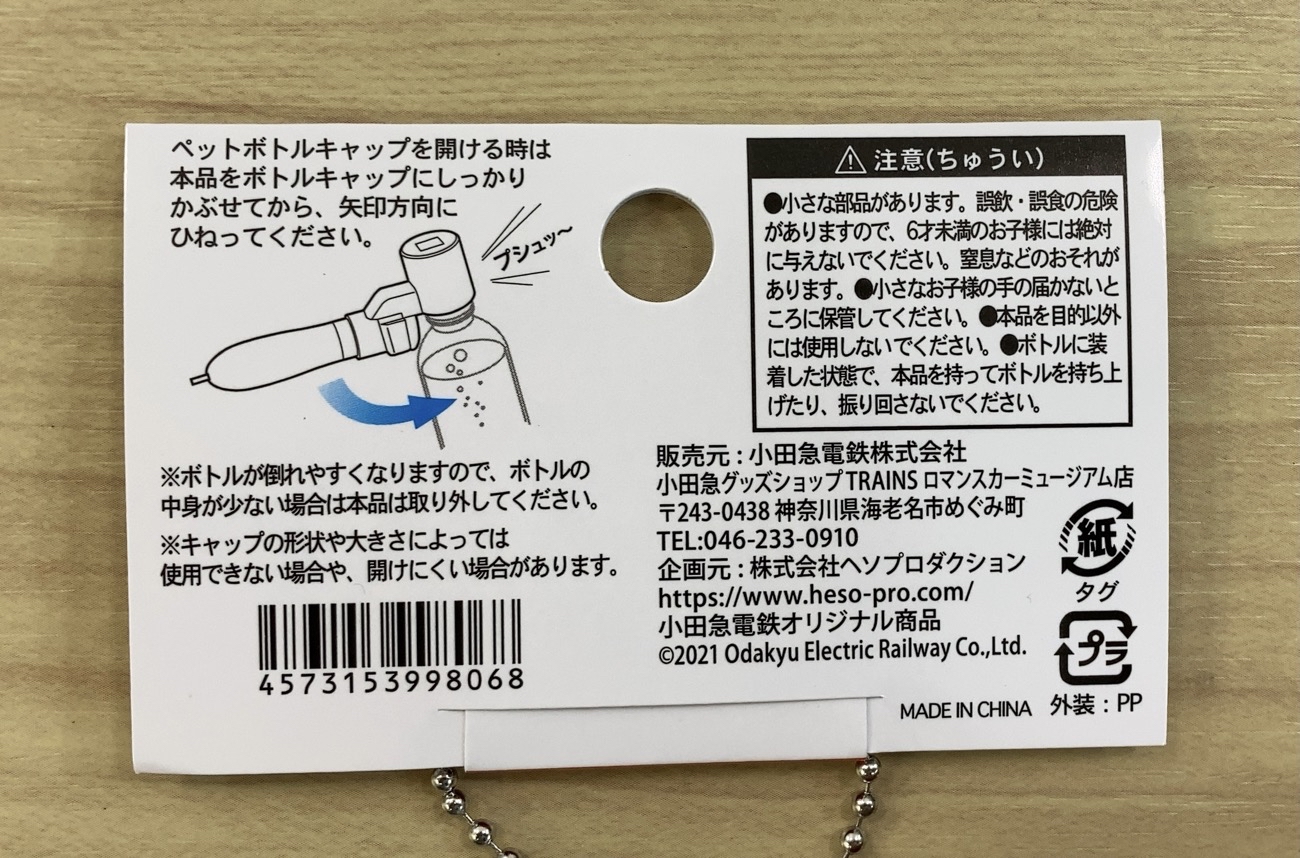 ペットボトルキャップを開ける時は
本品をボトルキャップにしっかり
かぶせてから、矢印方向に
ひねってください。
プシュッ〜
※ボトルが倒れやすくなりますので、ボトルの
中身が少ない場合は本品は取り外してください。
※キャップの形状や大きさによっては
使用できない場合や、開けにくい場合があります。
4573153998068
注意(ちゅうい)
●小さな部品があります。誤飲・誤食の危険
がありますので、6才未満のお子様には絶対
に与えないでください。窒息などのおそれが
あります。●小さなお子様の手の届かないと
ころに保管してください。●本品を目的以外
には使用しないでください。●ボトルに装
着した状態で、本品を持ってボトルを持ち上
げたり、振り回さないでください。
販売元:小田急電鉄株式会社
小田急グッズショップTRAINS ロマンスカーミュージアム店
〒243-0438 神奈川県海老名市めぐみ町
TEL:046-233-0910
企画元:株式会社ヘソプロダクション
https://www.heso-pro.com/
小田急電鉄オリジナル商品
©2021 Odakyu Electric Railway Co.,Ltd.
紙
タグ
プラ
外装:PP
MADE IN CHINA